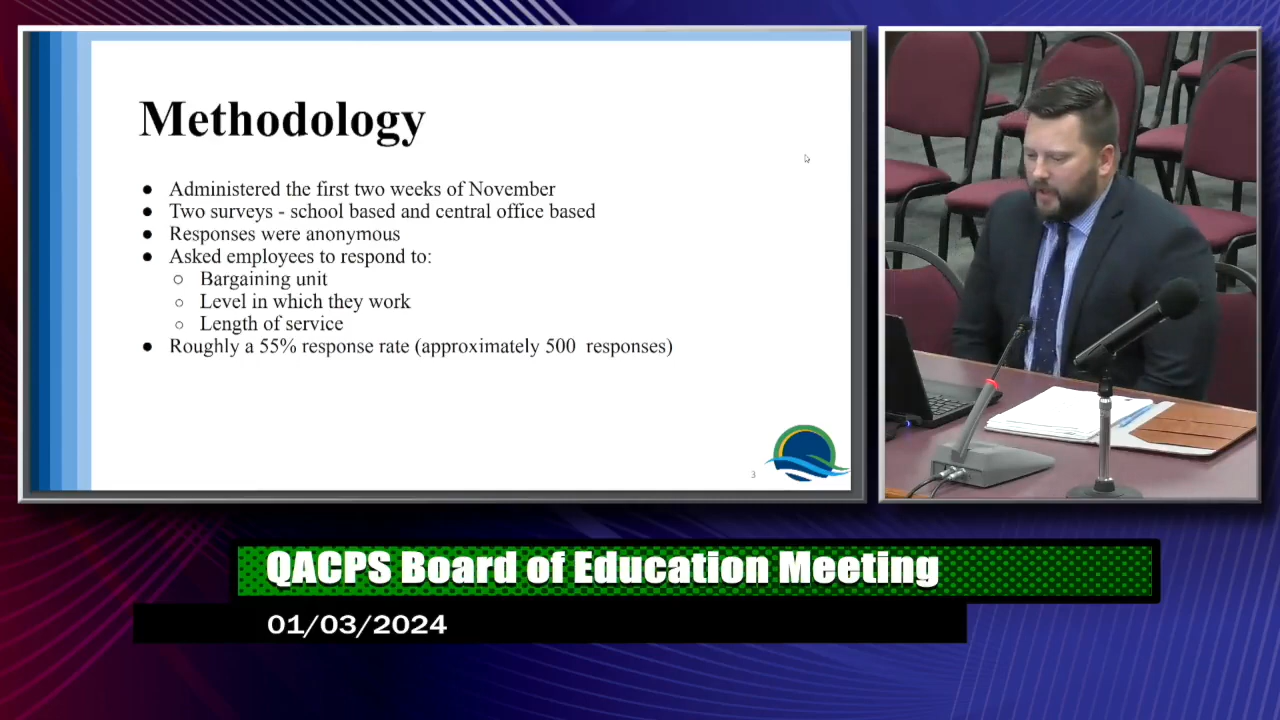 Methodology
● Administered the first two weeks of November
● Two surveys - school based and central office based
● Responses were anonymous
● Asked employees to respond to:
○ Bargaining unit
○ Level in which they work
○ Length of service
● Roughly a 55% response rate (approximately 500 responses)
3
QACPS Board of Education Meeting
01/03/2024